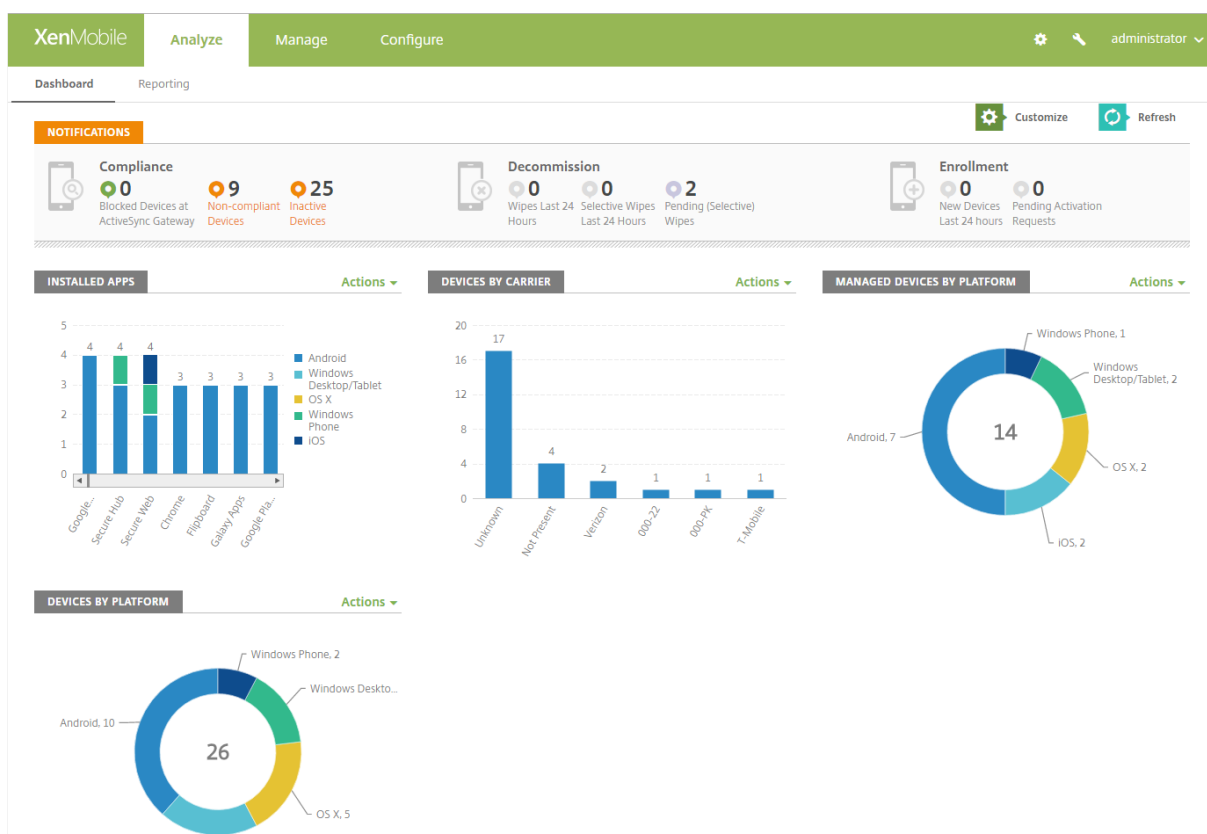 XenMobile Analyze Manage Configure administrator
Dashboard Reporting
Customize Refresh
NOTIFICATIONS
Compliance
0 9 25
Blocked Devices at Non-compliant Inactive
ActiveSync Gateway Devices Devices
Decommission
0 0 2
Wipes Last 24 Selective Wipes Pending (Selective)
Hours Last 24 Hours Wipes
Enrollment
0 0
New Devices Pending Activation
Last 24 hours Requests
INSTALLED APPS Actions
5
4
3
2
1
0
4 4 4 3 3 3 3
Google... Secure Hub Secure Web Chrome Flipboard Galaxy Apps Google Pla...
Android
Windows
Desktop/Tablet
OS X
Windows
Phone
iOS
DEVICES BY CARRIER Actions
20
16
12
8
4
0
17 4 2 1 1 1
Unknown Not Present Verizon 000-22 000-PK T-Mobile
MANAGED DEVICES BY PLATFORM Actions
Windows Phone, 1
Windows
Desktop/Tablet, 2
Android, 7
14
OS X, 2
iOS, 2
DEVICES BY PLATFORM Actions
Windows Phone, 2
Windows Deskto...
Android, 10
26
OS X, 5